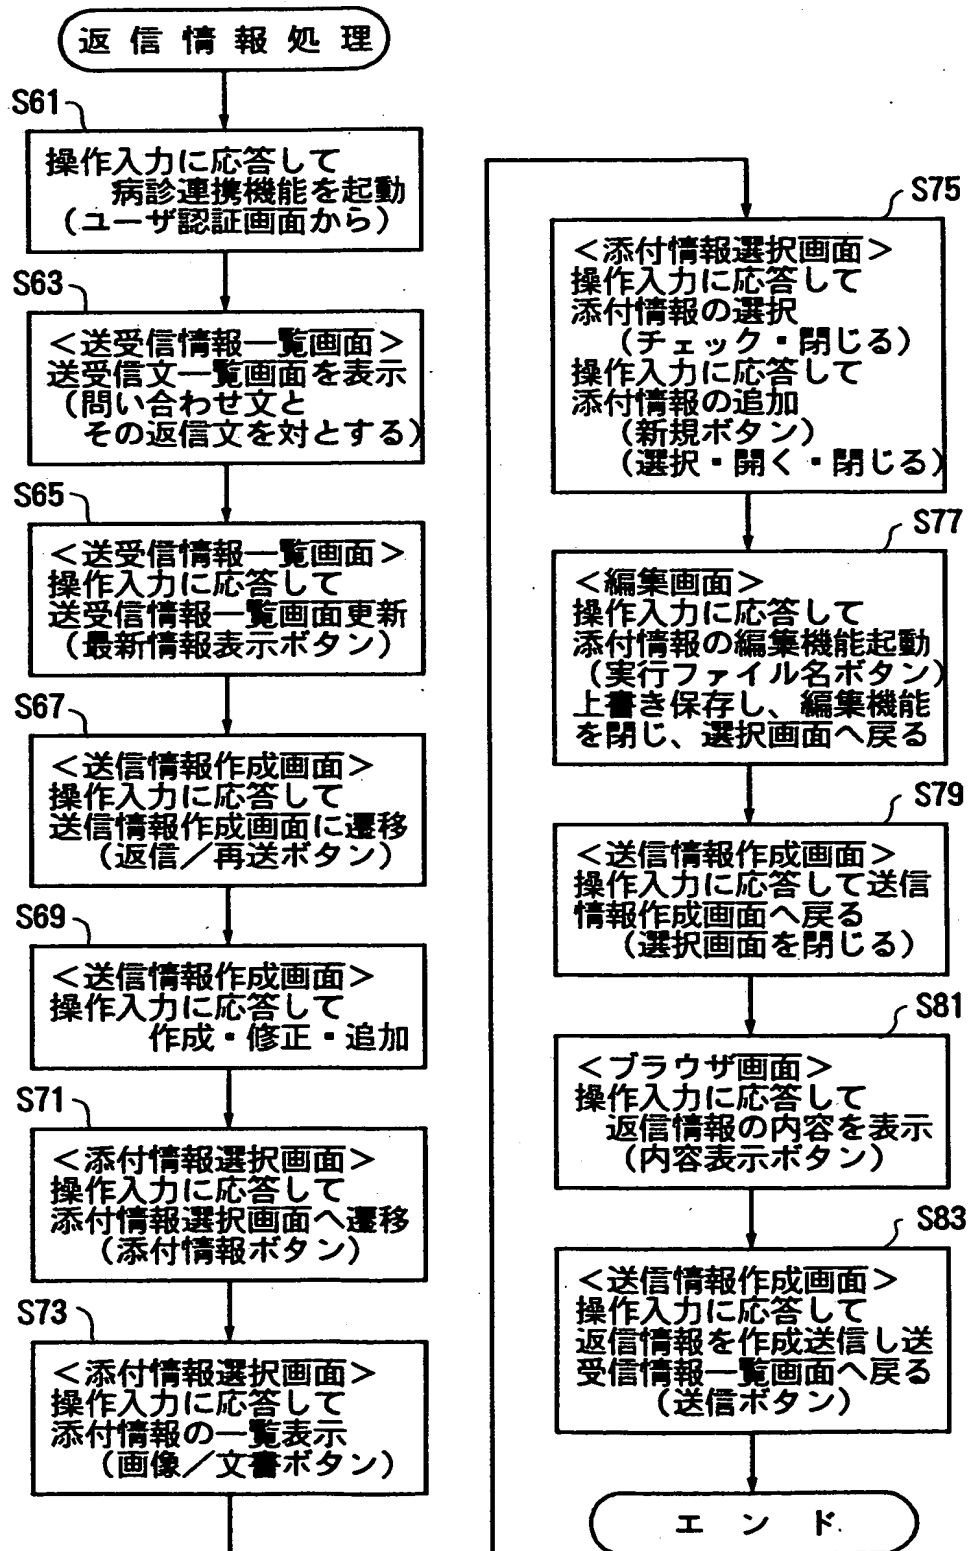 返信情報処理
S61
操作入力に応答して
病診連携機能を起動
(ユーザ認証画面から)
S63
<送受信情報一覧画面>
送受信文一覧画面を表示
(問い合わせ文と
その返信文を対とする)
S65
<送受信情報一覧画面>
操作入力に応答して
送受信情報一覧画面更新
(最新情報表示ボタン)
S67
<送信情報作成画面>
操作入力に応答して
送信情報作成画面に遷移
(返信/再送ボタン)
S69
<送信情報作成画面>
操作入力に応答して
作成・修正・追加
S71
<添付情報選択画面>
操作入力に応答して
添付情報選択画面へ遷移
(添付情報ボタン)
S73
<添付情報選択画面>
操作入力に応答して
添付情報の一覧表示
(画像/文書ボタン)
S75
<添付情報選択画面>
操作入力に応答して
添付情報の選択
(チェック・閉じる)
操作入力に応答して
添付情報の追加
(新規ボタン)
(選択・開く・閉じる)
S77
<編集画面>
操作入力に応答して
添付情報の編集機能起動
(実行ファイル名ボタン)
上書き保存し、編集機能
を閉じ、選択画面へ戻る
S79
<送信情報作成画面>
操作入力に応答して送信
情報作成画面へ戻る
(選択画面を閉じる)
S81
<ブラウザ画面>
操作入力に応答して
返信情報の内容を表示
(内容表示ボタン)
S83
<送信情報作成画面>
操作入力に応答して
返信情報を作成送信し送
受信情報一覧画面へ戻る
(送信ボタン)
エンド